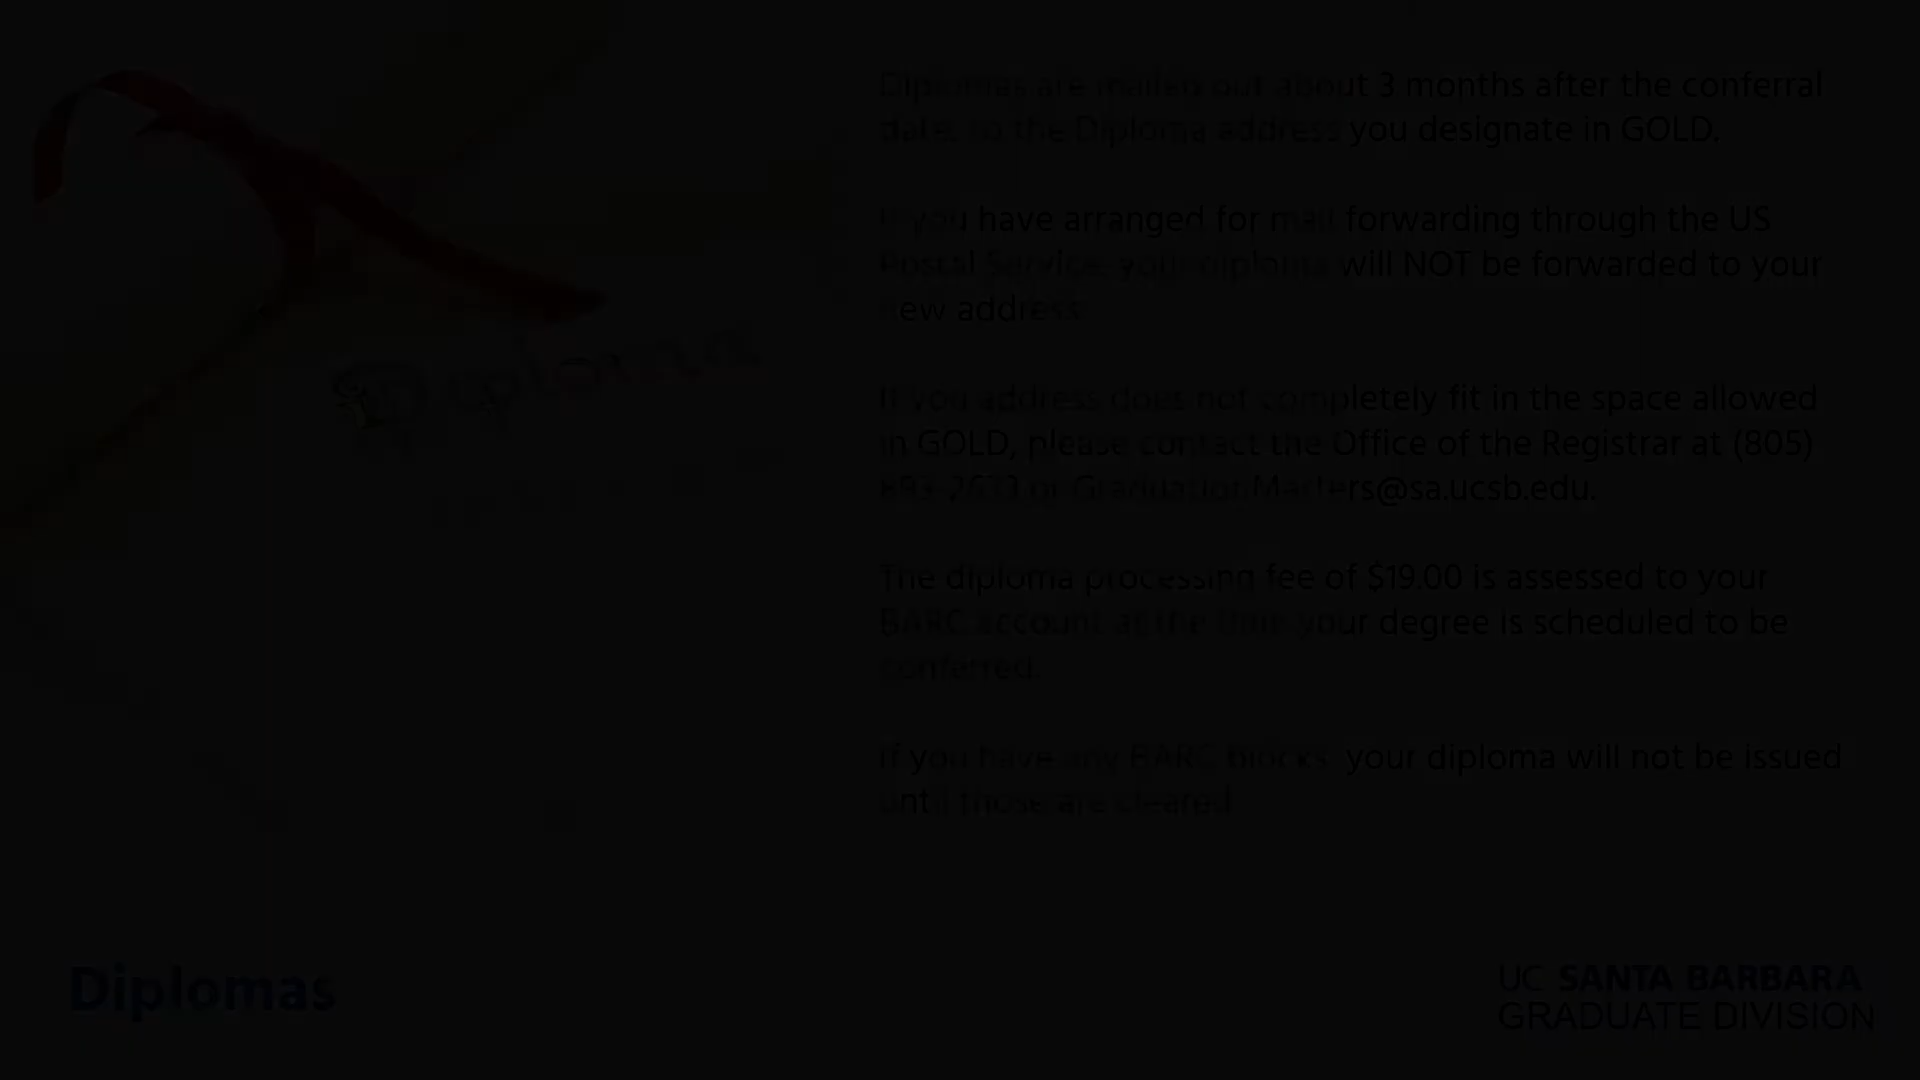 Diplomas are mailed out about 3 months after the conferral
date, to the Diploma address you designate in GOLD.
If you have arranged for mail forwarding through the US
Postal Service, your diploma will NOT be forwarded to your
new address.
If you address does not completely fit in the space allowed
in GOLD, please contact the Office of the Registrar at (805)
or GraduationMatters@sa.ucsb.edu.
The diploma processing fee of $19.00 is assessed to your
BARC account at the time your degree is scheduled to be
conferred.
If you have any BARC blocks, your diploma will not be issued
until those are cleared.
Diploma
Diplomas
UC SANTA BARBARA
GRADUATE DIVISION